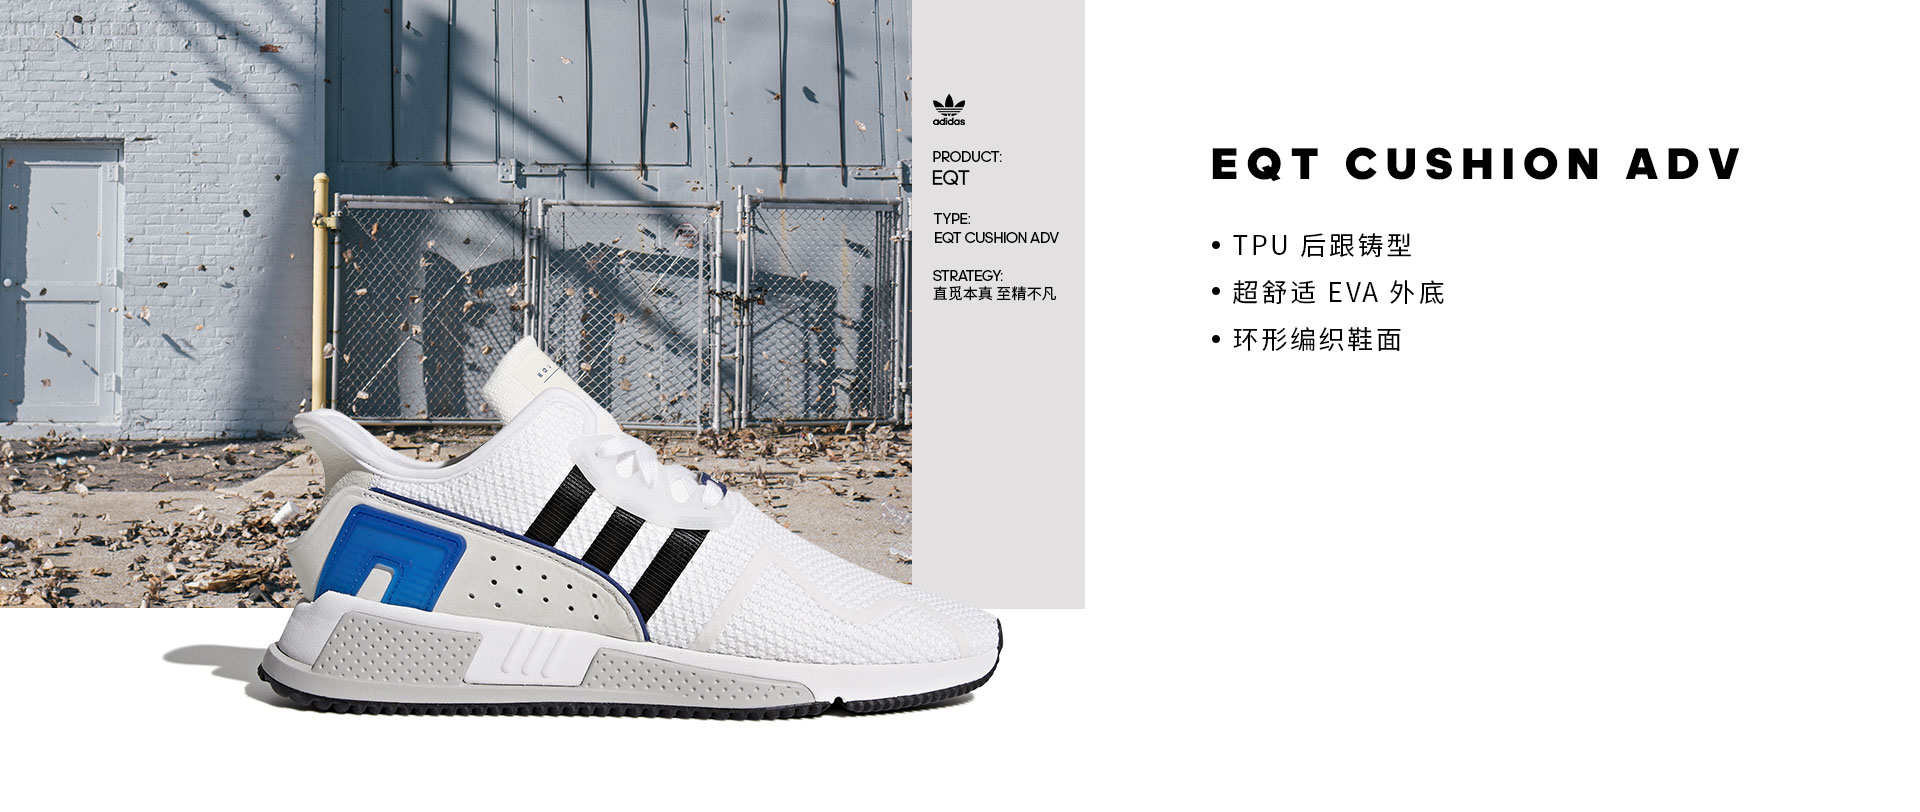 adidas
PRODUCT:
EQT
TYPE:
EQT CUSHION ADV
STRATEGY:
直觅本真 至精不凡
EQT CUSHION ADV
• TPU 后跟铸型
• 超舒适 EVA 外底
• 环形编织鞋面